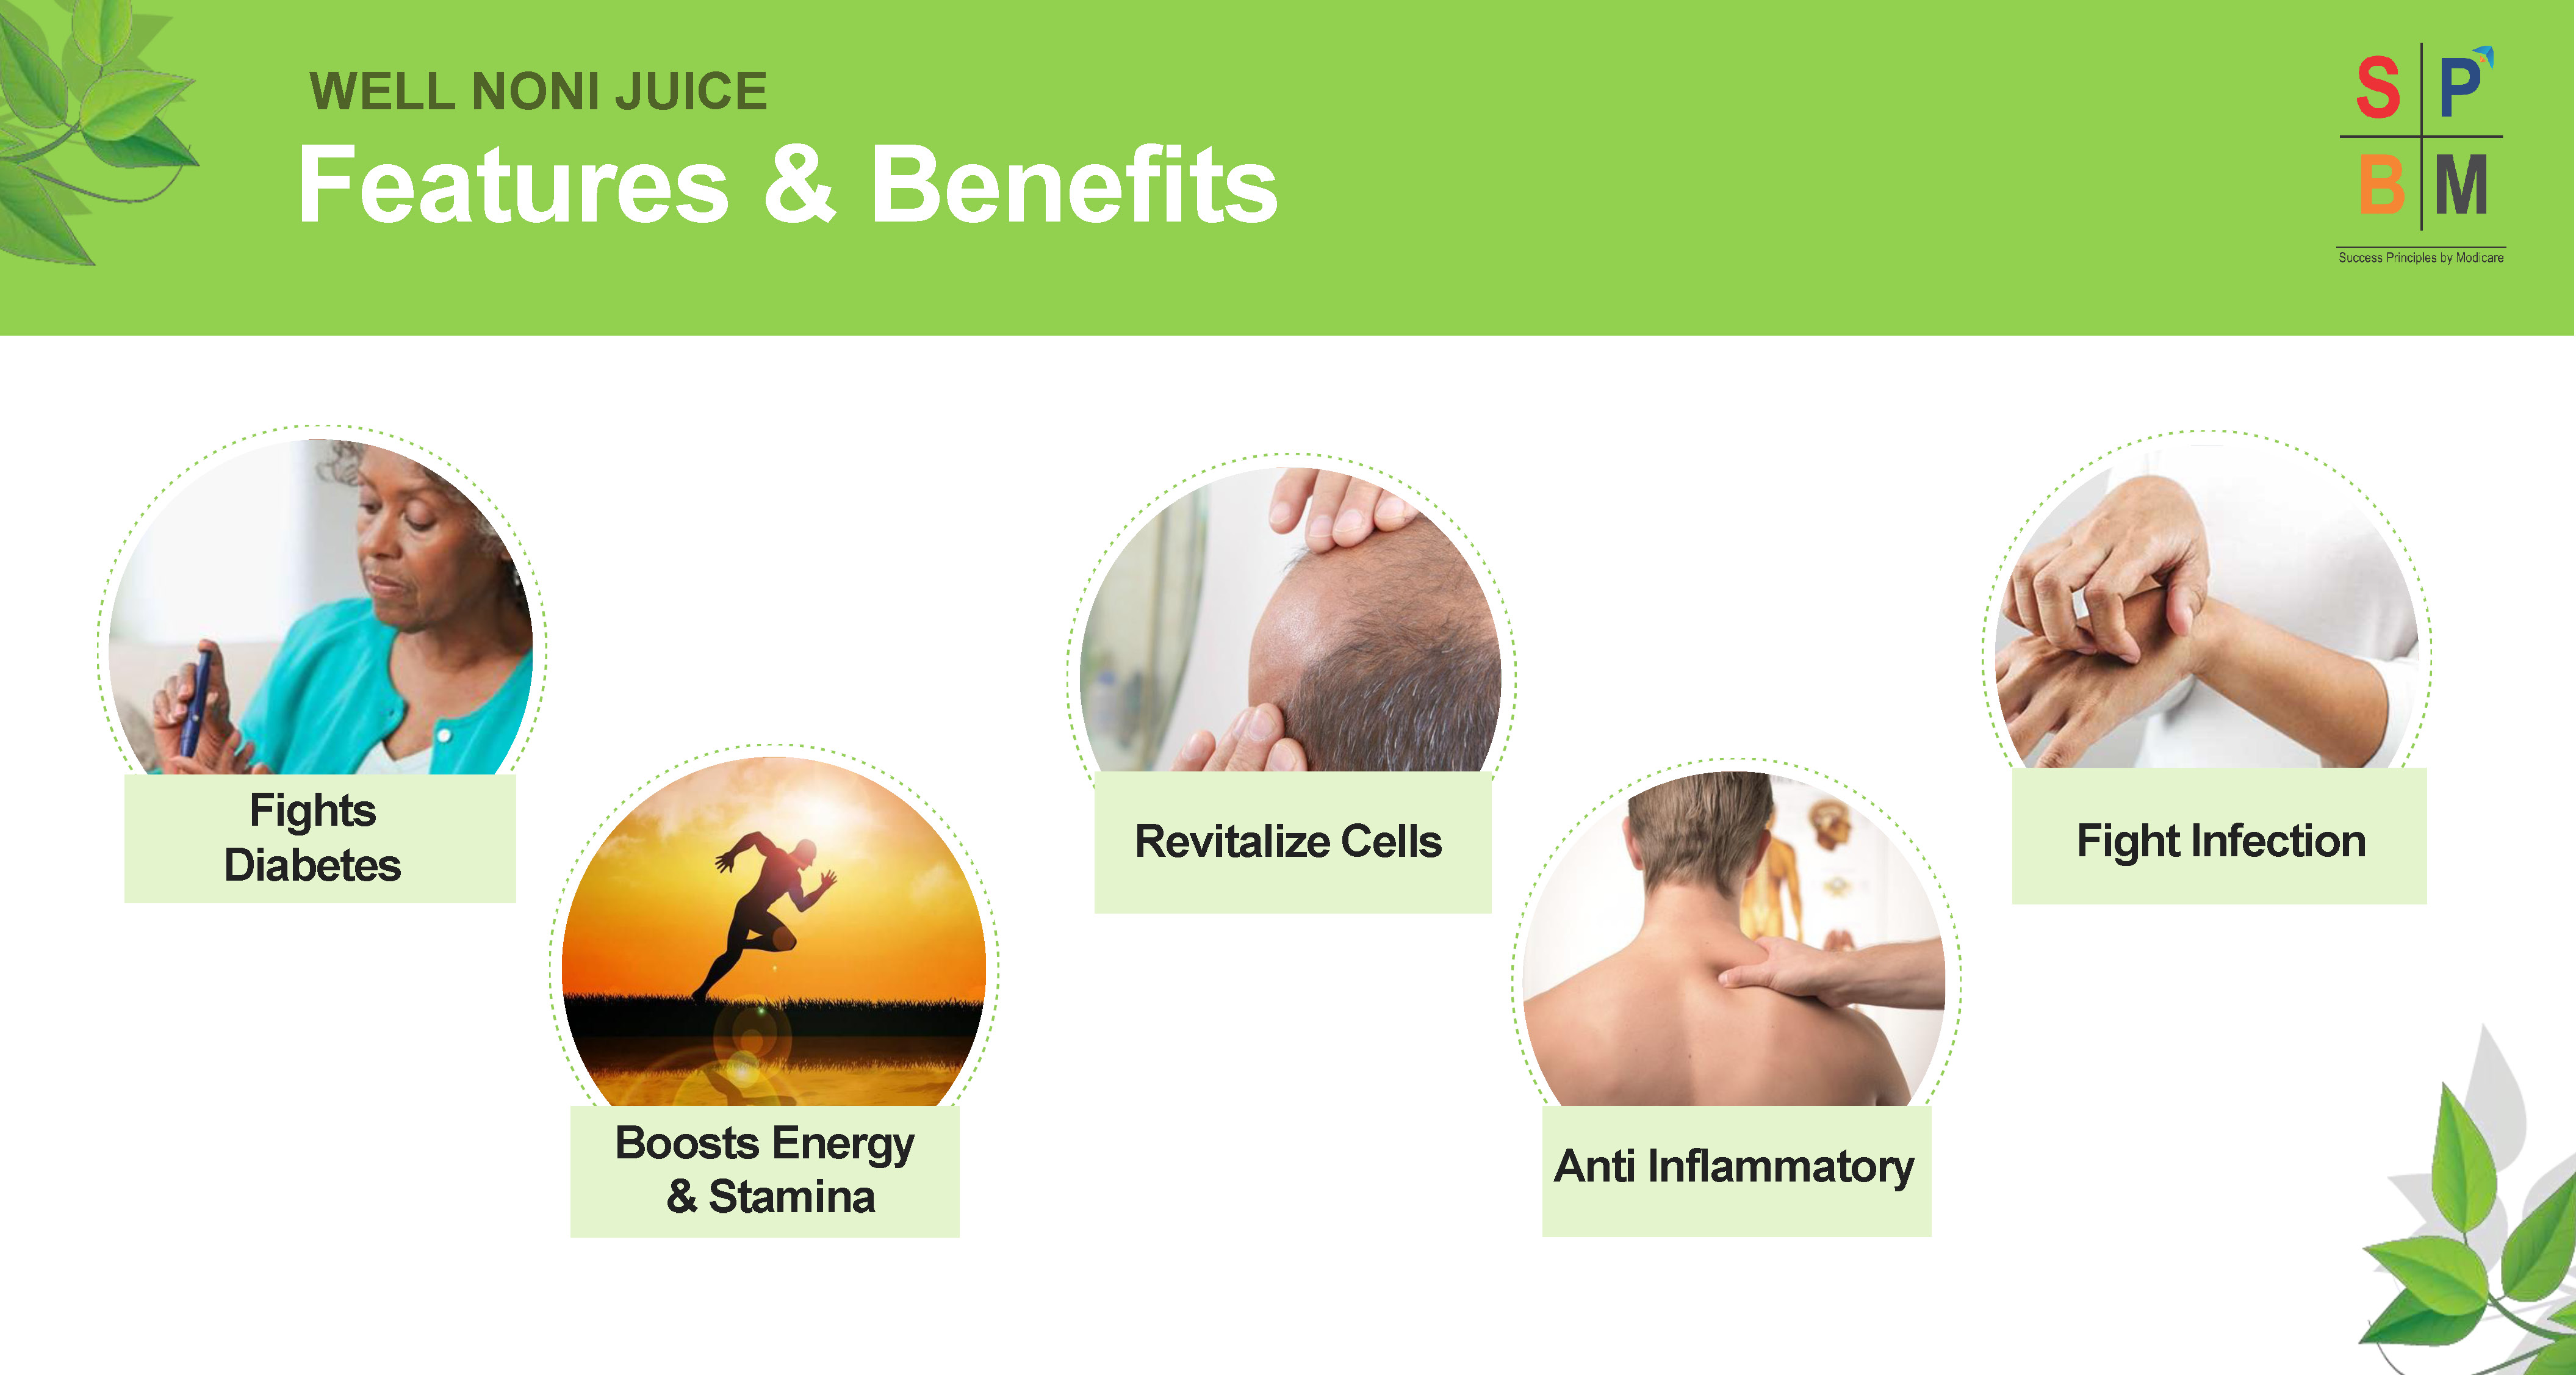 WELL NONI JUICE
Features & Benefits
S P
B M
Success Principles by Modicare
Fights
Diabetes
Boosts Energy
& Stamina
Revitalize Cells
Anti Inflammatory
Fight Infection